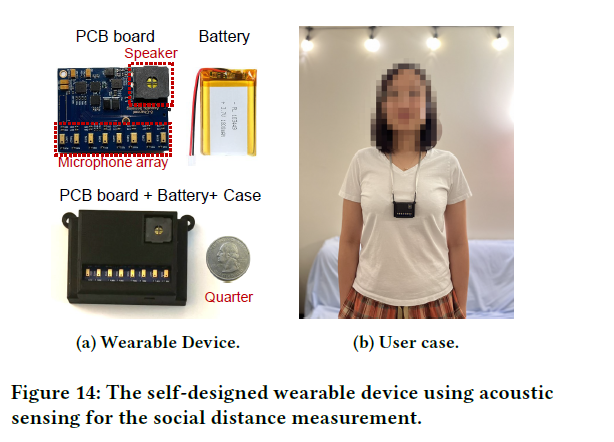 PCB board
Battery
Speaker
Microphone array
PCB board + Battery+ Case
Quarter
(a) Wearable Device.
(b) User case.
Figure 14: The self-designed wearable device using acoustic
sensing for the social distance measurement.